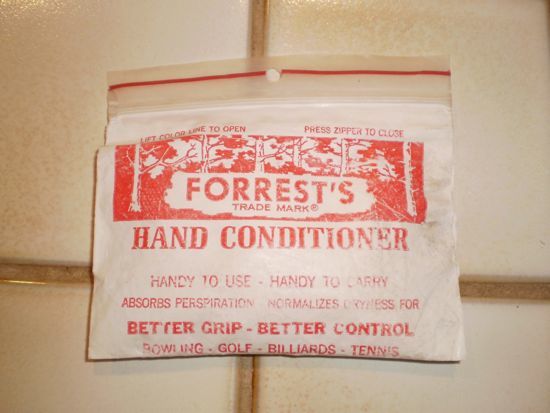 LIFT COLOR LINE TO OPEN PRESS ZIPPER TO CLOSE
FORREST'S
TRADE MARK®
HAND CONDITIONER
HANDY TO USE - HANDY TO CARRY
ABSORBS PERSPIRATION - NORMALIZES DRYNESS FOR
BETTER GRIP - BETTER CONTROL
BOWLING - GOLF - BILLIARDS - TENNIS